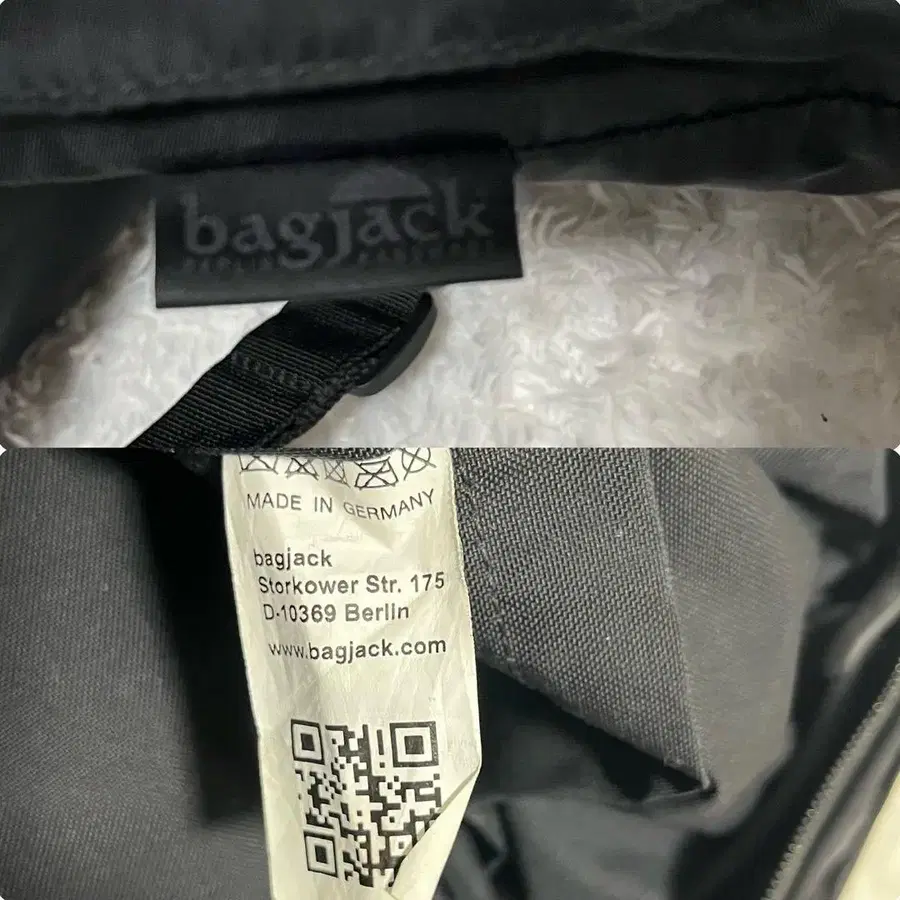 bagjack
MADE IN GERMANY
bagjack
Storkower Str. 175
D-10369 Berlin
www.bagjack.com